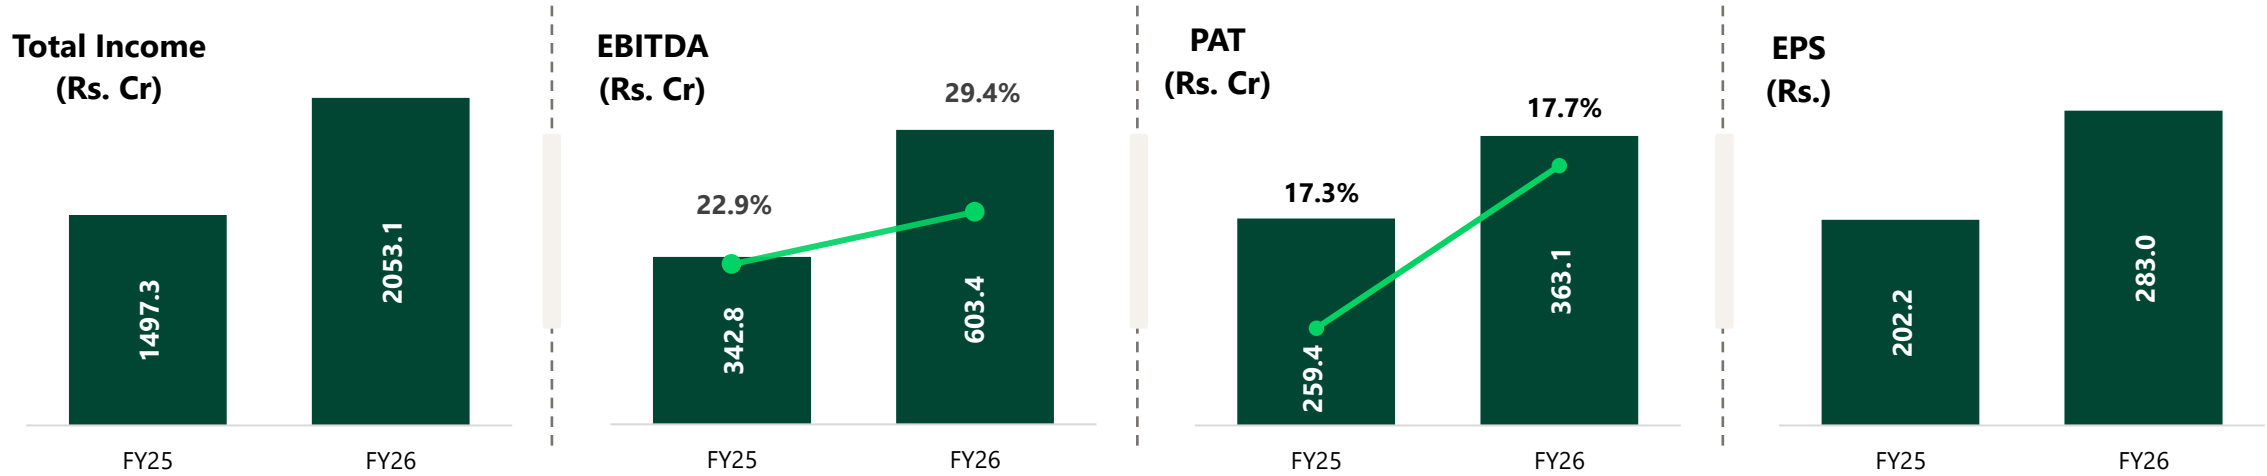 Total Income
(Rs. Cr)
1497.3
2053.1
FY25
FY26
EBITDA
(Rs. Cr)
22.9%
29.4%
342.8
603.4
FY25
FY26
PAT
(Rs. Cr)
17.3%
17.7%
259.4
363.1
FY25
FY26
EPS
(Rs.)
202.2
283.0
FY25
FY26